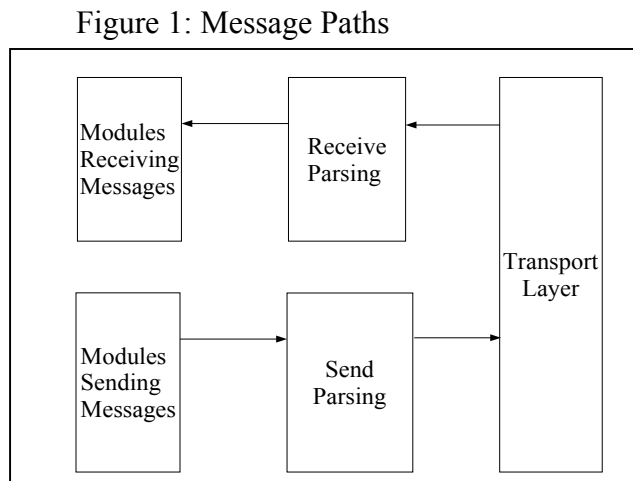 Figure 1: Message Paths
Modules
Receiving
Messages
Receive
Parsing
Transport
Layer
Modules
Sending
Messages
Send
Parsing